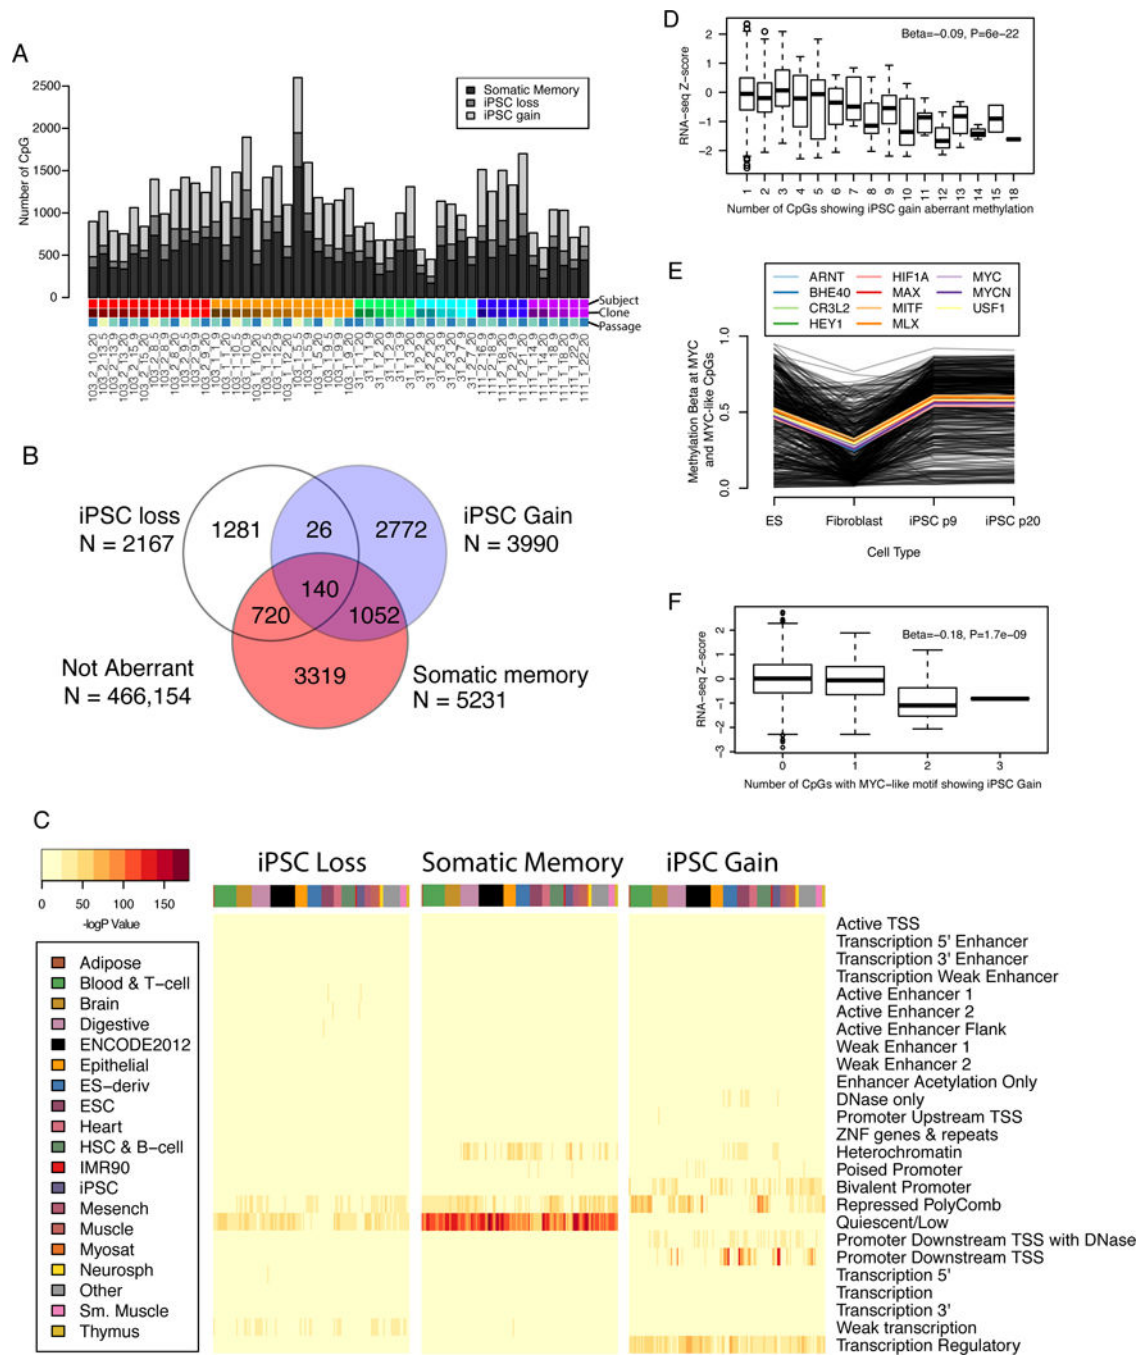 A
2500
2000
1500
1000
500
0
Number of CpG
Somatic Memory
iPSC loss
iPSC gain
Subject
Clone
Passage
B
iPSC loss
N = 2167
1281
26
2772
iPSC Gain
N = 3990
140
720
1052
Not Aberrant
N = 466,154
3319
Somatic memory
N = 5231
D
RNA-seq Z-score
2
1
0
−1
−2
Beta=−0.09, P=6e−22
1 2 3 4 5 6 7 8 9 10 11 12 13 14 15 18
Number of CpGs showing iPSC gain aberrant methylation
E
ARNT HIF1A MYC
BHE40 MAX MYCN
CR3L2 MITF USF1
HEY1 MLX
Methylation Beta at MYC
and MYC-like CpGs
1.0
0.5
0.0
ES Fibroblast iPSC p9 iPSC p20
Cell Type
F
RNA-seq Z-score
2
1
0
−1
−2
−3
Beta=−0.18, P=1.7e−09
0 1 2 3
Number of CpGs with MYC−like motif showing iPSC Gain
C
0 50 100 150
-logP Value
iPSC Loss
Somatic Memory
iPSC Gain
Adipose
Blood & T−cell
Brain
Digestive
ENCODE2012
Epithelial
ES−deriv
ESC
Heart
HSC & B−cell
IMR90
iPSC
Mesench
Muscle
Myosat
Neurosph
Other
Sm. Muscle
Thymus
Active TSS
Transcription 5' Enhancer
Transcription 3' Enhancer
Transcription Weak Enhancer
Active Enhancer 1
Active Enhancer 2
Active Enhancer Flank
Weak Enhancer 1
Weak Enhancer 2
Enhancer Acetylation Only
DNase only
Promoter Upstream TSS
ZNF genes & repeats
Heterochromatin
Poised Promoter
Bivalent Promoter
Repressed PolyComb
Quiescent/Low
Promoter Downstream TSS with DNase
Promoter Downstream TSS
Transcription 5'
Transcription
Transcription 3'
Weak transcription
Transcription Regulatory